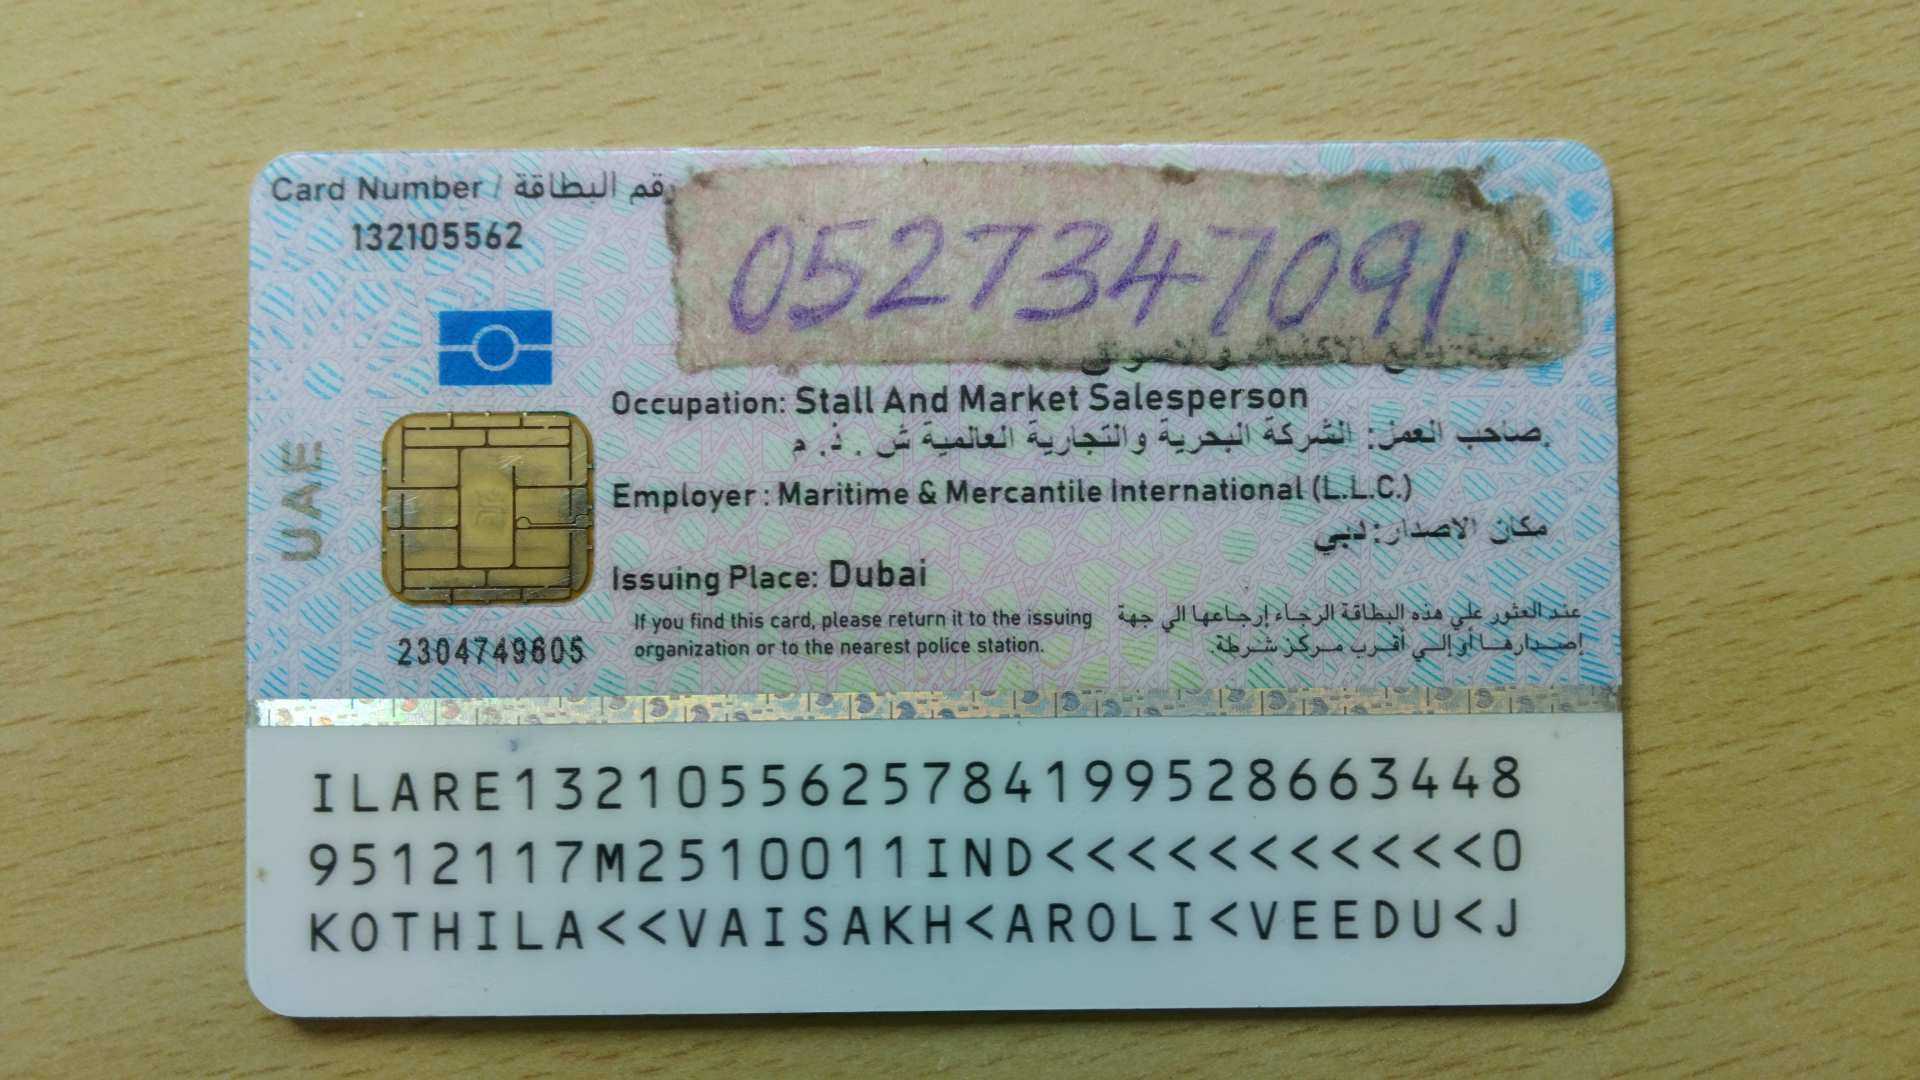 Card Number / رقم البطاقة
132105562
0527347091
Occupation: Stall And Market Salesperson
صاحب العمل: الشركة البحرية والتجارية العالمية ش . ذ. م.
Employer : Maritime & Mercantile International (L.L.C.)
مكان الاصدار: دبي
Issuing Place: Dubai
If you find this card, please return it to the issuing
organization or to the nearest police station.
عند العثور علي هذه البطاقة الرجاء إرجاعها الي جهة
إصدارها أو إلي أقرب مركز شرطة.
UAE
2304749605
ILARE1321055625784199528663448
9512117M2510011IND<<<<<<<<<<<0
KOTHILA<<VAISAKH<AROLI<VEEDU<J